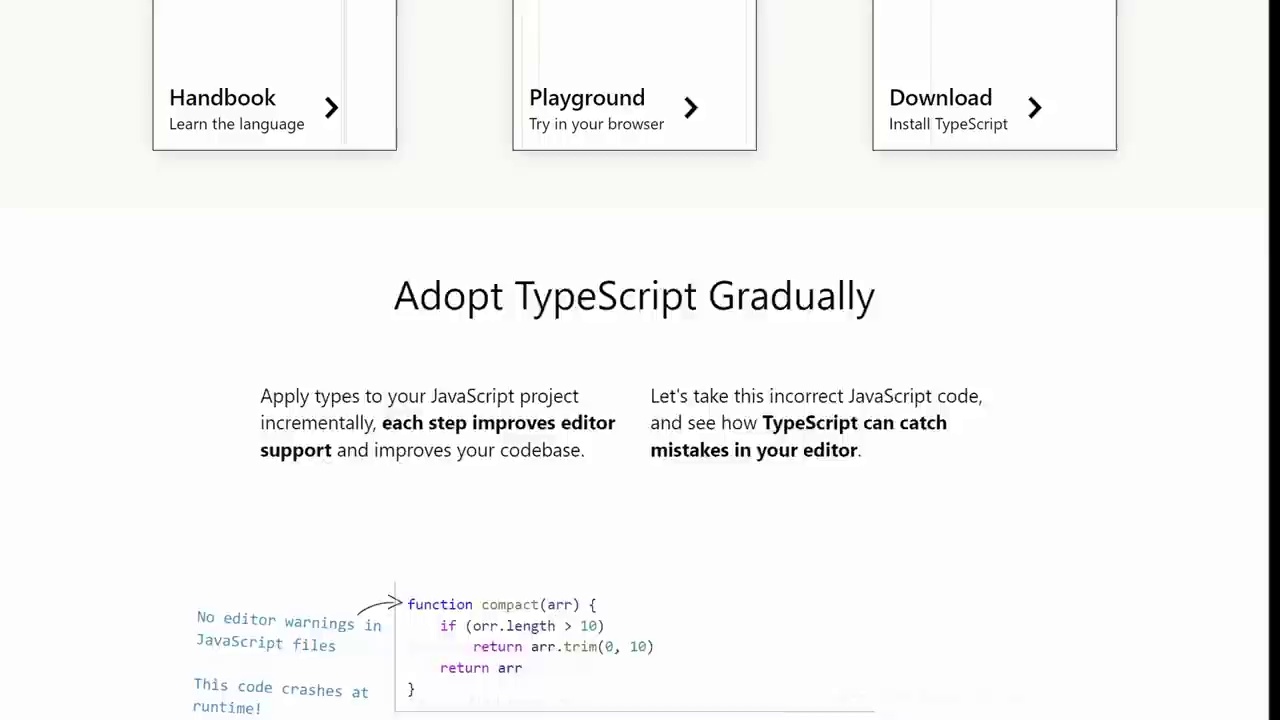 Handbook
Learn the language
Playground
Try in your browser
Download
Install TypeScript
Adopt TypeScript Gradually
Apply types to your JavaScript project
incrementally, each step improves editor
support and improves your codebase.
Let's take this incorrect JavaScript code,
and see how TypeScript can catch
mistakes in your editor.
No editor warnings in
JavaScript files
This code crashes at
runtime!
function compact(arr) {
    if (orr.length > 10)
        return arr.trim(0, 10)
    return arr
}